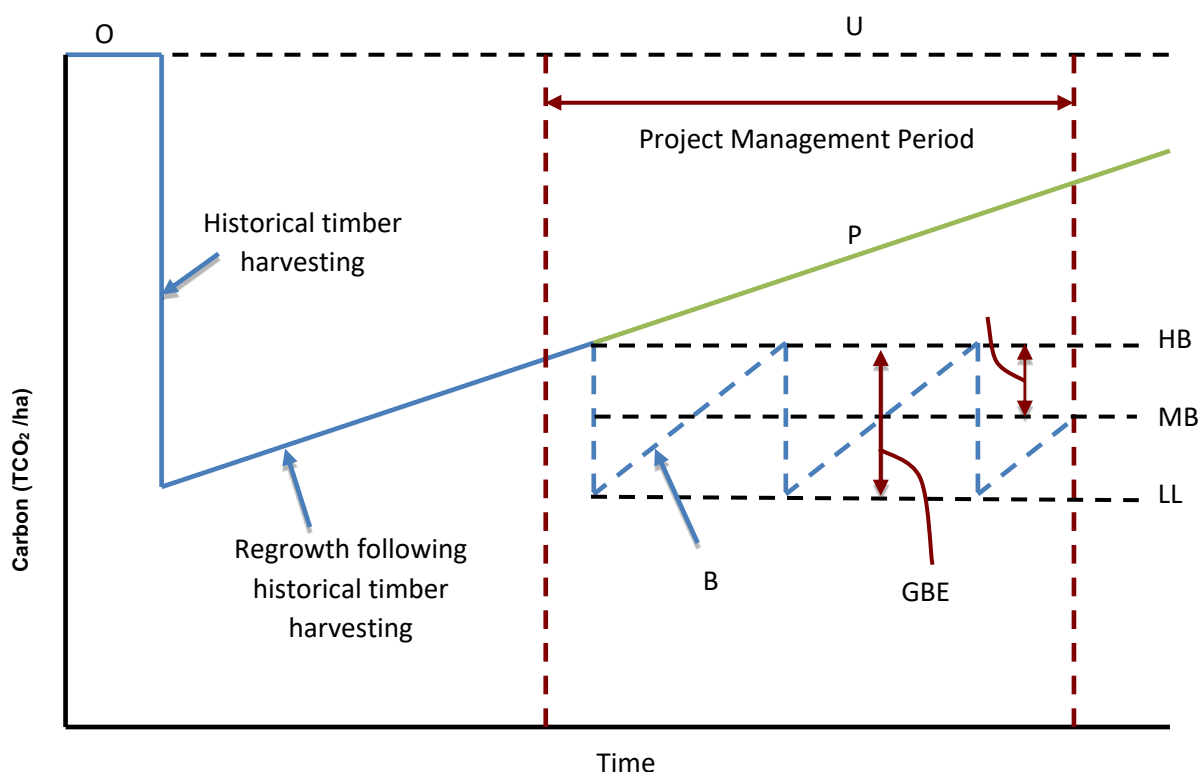 O
U
Project Management Period
Historical timber
harvesting
P
HB
MB
LL
Regrowth following
historical timber
harvesting
B
GBE
Carbon (TCO₂ /ha)
Time